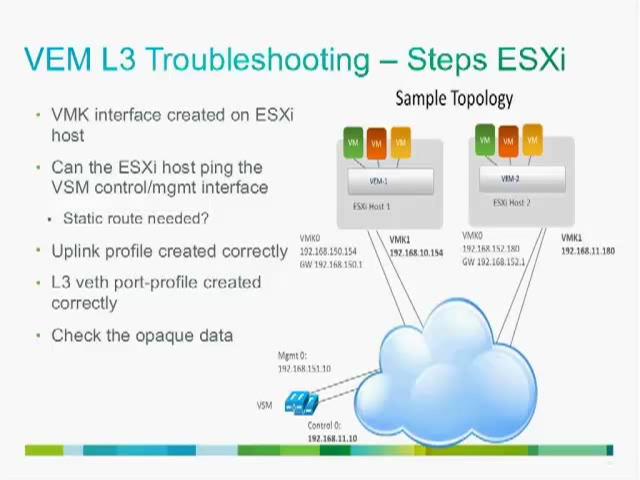 VEM L3 Troubleshooting – Steps ESXi
• VMK interface created on ESXi
host
• Can the ESXi host ping the
VSM control/mgmt interface
• Static route needed?
• Uplink profile created correctly
• L3 veth port-profile created
correctly
• Check the opaque data
Sample Topology
VM VM VM
VEM-1
ESXi Host 1
VM VM VM
VEM-2
ESXi Host 2
VMK0
192.168.150.154
GW 192.168.150.1
VMK1
192.168.10.154
VMK0
192.168.152.180
GW 192.168.152.1
VMK1
192.168.11.180
Mgmt 0:
192.168.151.10
VSM
Control 0:
192.168.11.10